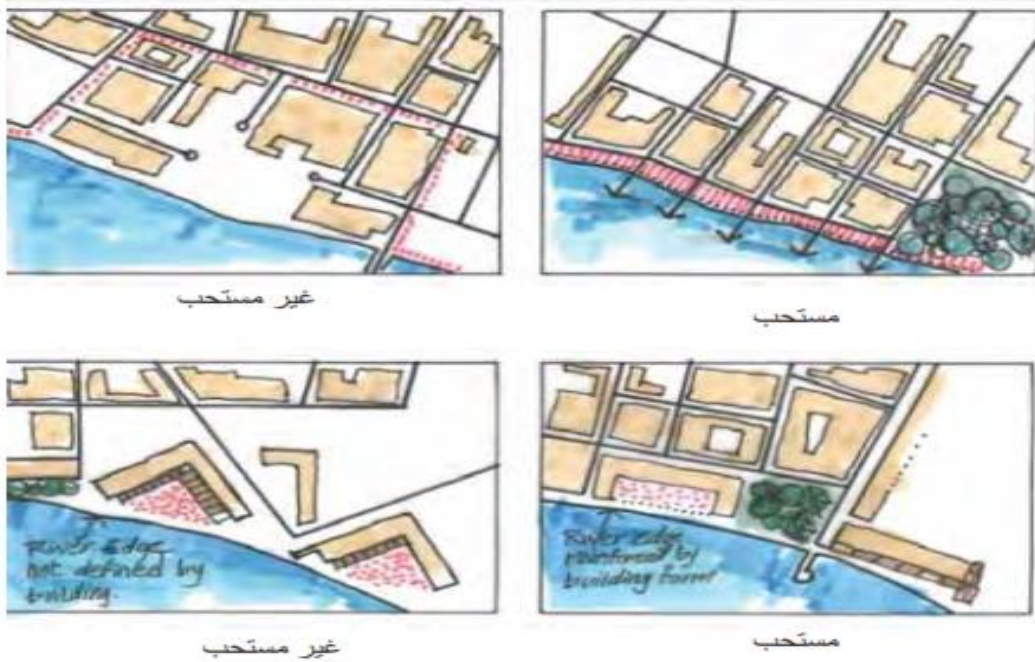 غير مستحب
مستحب
River Edge
not defined by
building.
River edge
reinforced by
building form
غير مستحب
مستحب